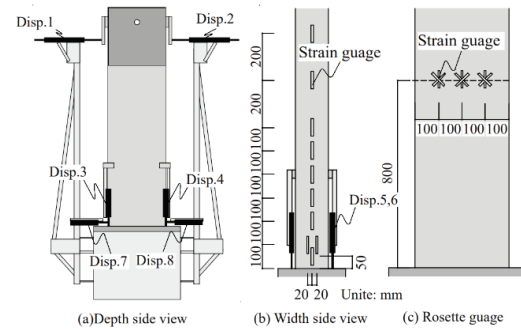 Disp.1
Disp.2
Disp.3
Disp.4
Disp.7
Disp.8
(a)Depth side view
200
200
100
100
100
100
100
100
Strain guage
Disp.5,6
50
20
20
Unite: mm
(b) Width side view
Strain guage
100
100
100
100
800
(c) Rosette guage